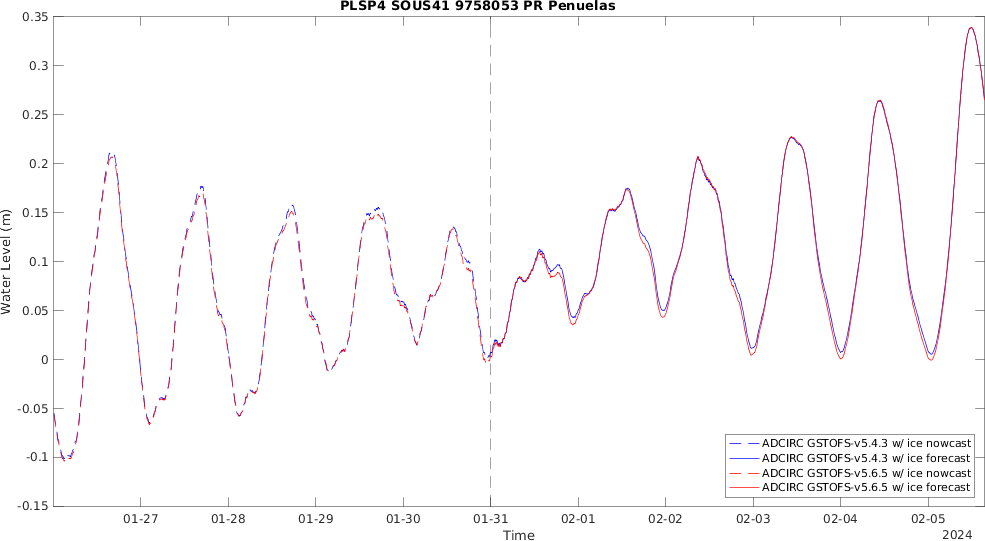 PLSP4 SOUS41 9758053 PR Penuelas
0.35
0.3
0.25
0.2
0.15
0.1
0.05
0
-0.05
-0.1
-0.15
Water Level (m)
01-27 01-28 01-29 01-30 01-31 02-01 02-02 02-03 02-04 02-05
Time
2024
ADCIRC GSTOFS-v5.4.3 w/ ice nowcast
ADCIRC GSTOFS-v5.4.3 w/ ice forecast
ADCIRC GSTOFS-v5.6.5 w/ ice nowcast
ADCIRC GSTOFS-v5.6.5 w/ ice forecast